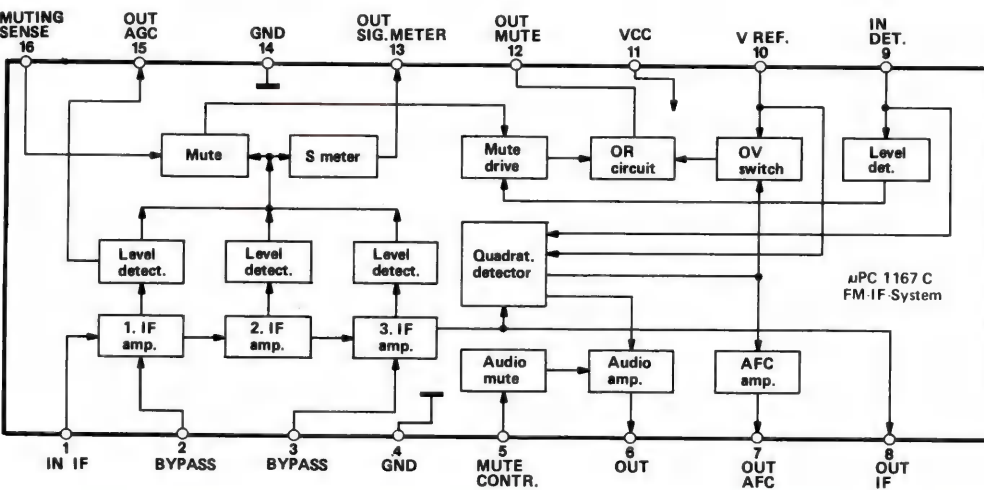 MUTING
SENSE
16
OUT
AGC
15
GND
14
OUT
SIG.METER
13
OUT
MUTE
12
VCC
11
V REF.
10
IN
DET.
9
Mute
S meter
Mute
drive
OR
circuit
OV
switch
Level
det.
Level
detect.
Level
detect.
Level
detect.
Quadrat.
detector
µPC 1167 C
FM-IF-System
1. IF
amp.
2. IF
amp.
3. IF
amp.
Audio
mute
Audio
amp.
AFC
amp.
1
IN IF
2
BYPASS
3
BYPASS
4
GND
5
MUTE
CONTR.
6
OUT
7
OUT
AFC
8
OUT
IF